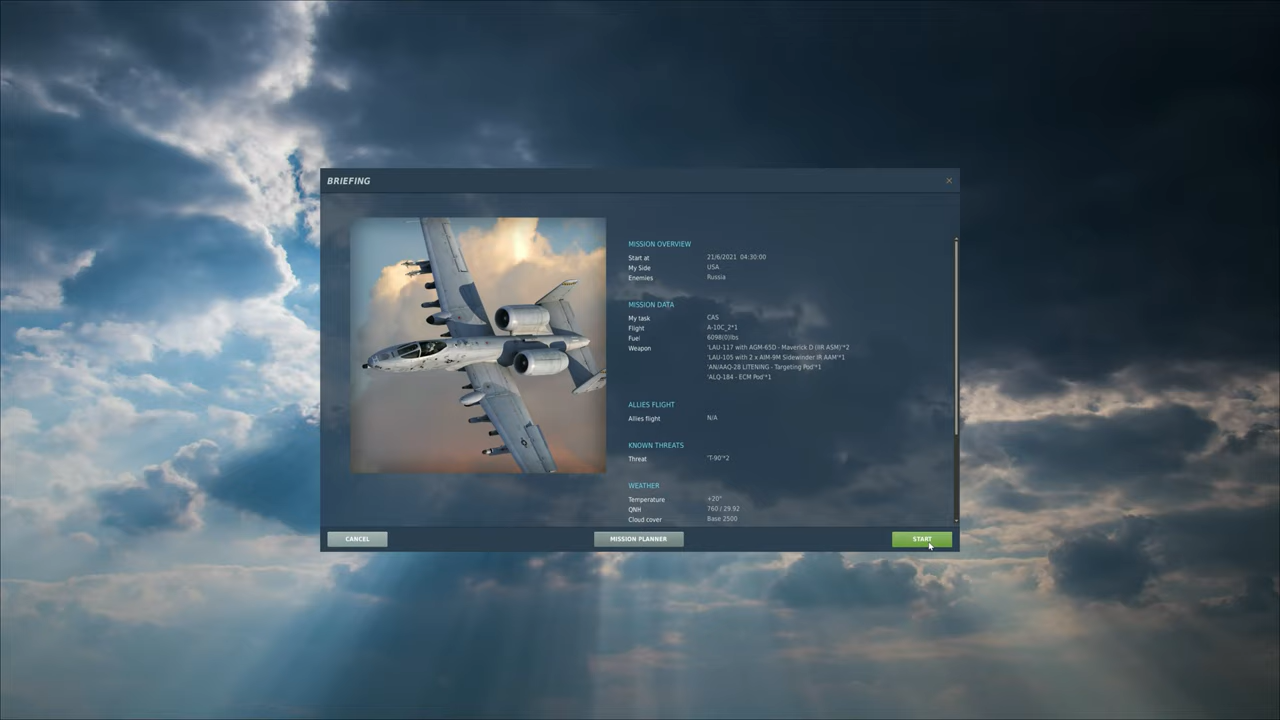 BRIEFING
MISSION OVERVIEW
Start at 21/6/2021 04:30:00
My Side USA
Enemies Russia
MISSION DATA
My task CAS
Flight A-10C_2*1
Fuel 6098(0)lbs
Weapon 'LAU-117 with AGM-65D - Maverick D (IIR ASM)'*2
'LAU-105 with 2 x AIM-9M Sidewinder IR AAM'*1
'AN/AAQ-28 LITENING - Targeting Pod'*1
'ALQ-184 - ECM Pod'*1
ALLIES FLIGHT
Allies flight N/A
KNOWN THREATS
Threat 'T-90'*2
WEATHER
Temperature +20°
QNH 760 / 29.92
Cloud cover Base 2500
CANCEL MISSION PLANNER START